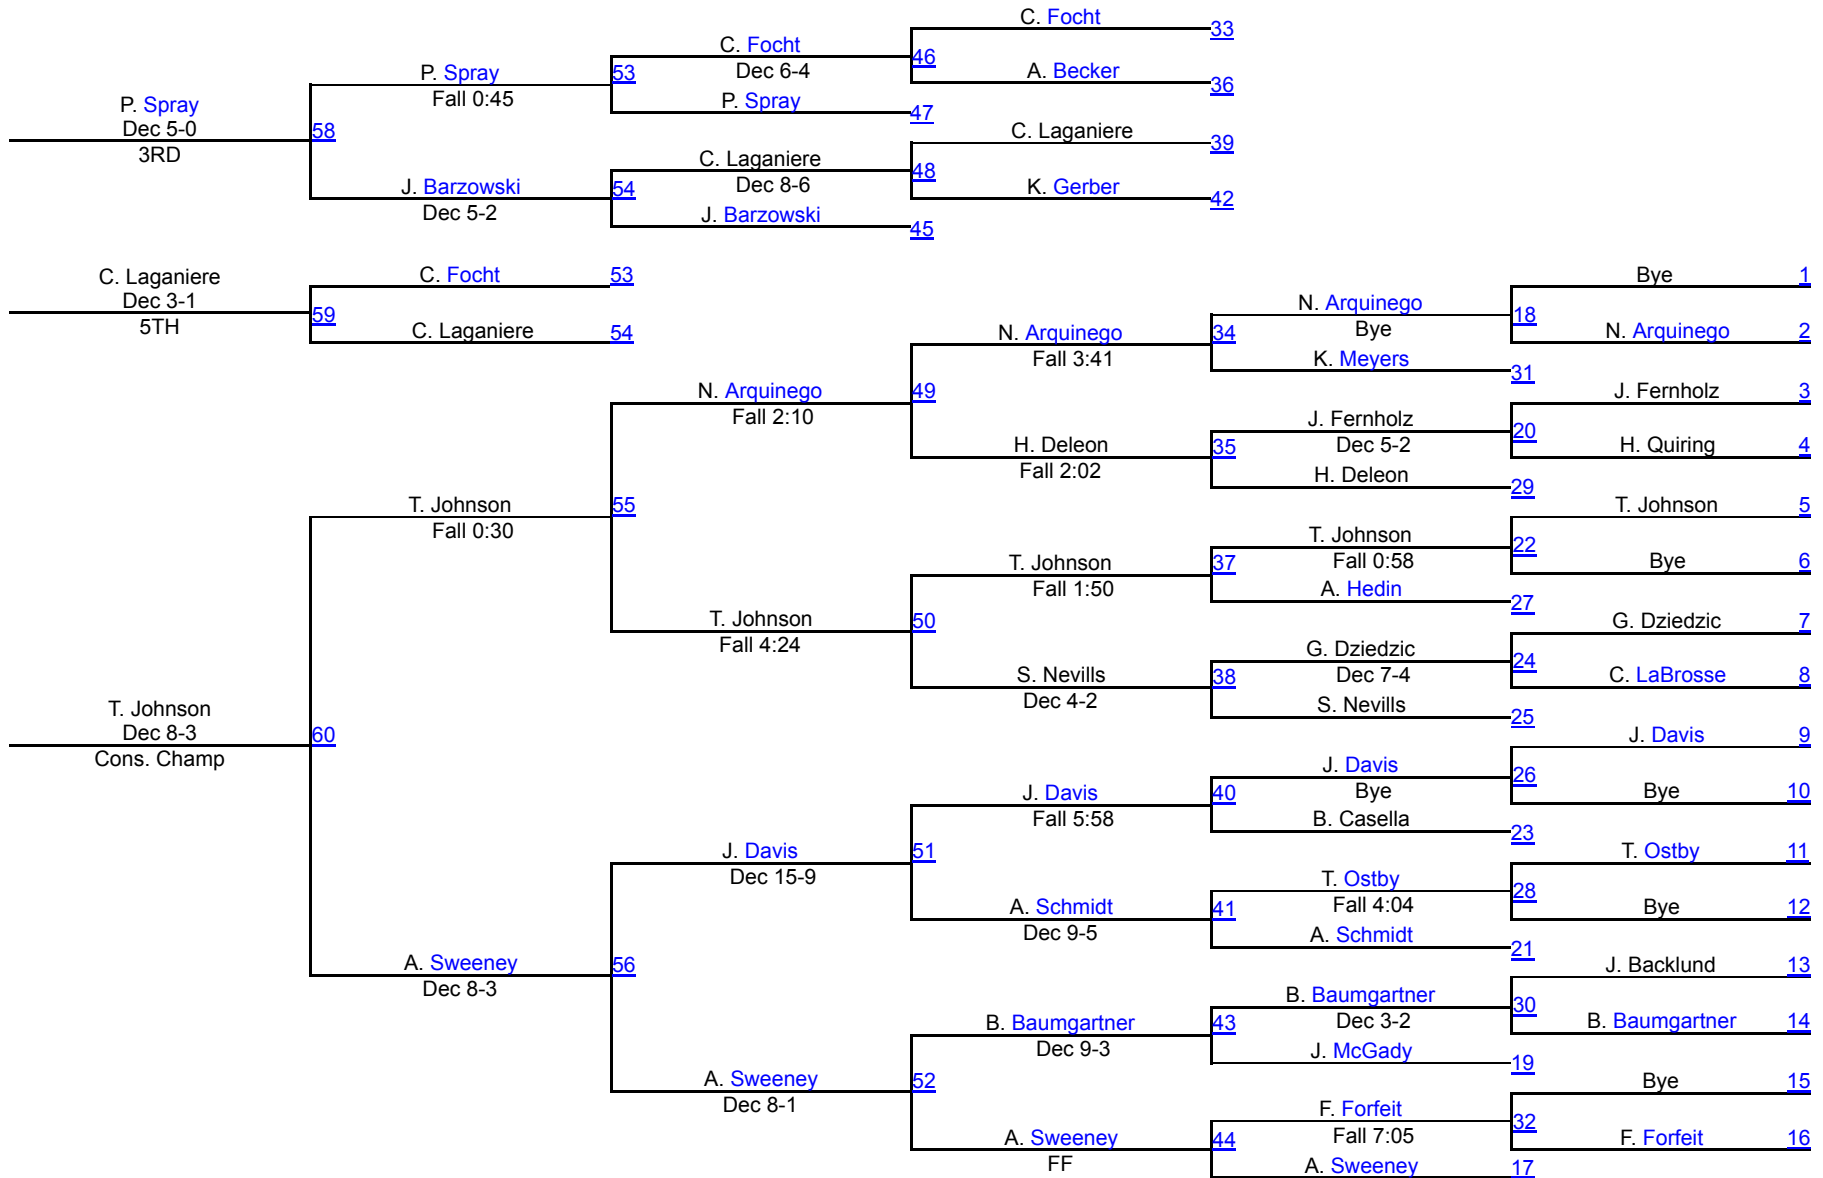 C. Focht
33
C. Focht
46
Dec 6-4
A. Becker
36
P. Spray
53
Fall 0:45
P. Spray
47
P. Spray
Dec 5-0
58
3RD
C. Laganiere
39
C. Laganiere
48
Dec 8-6
K. Gerber
42
J. Barzowski
54
Dec 5-2
J. Barzowski
45
C. Laganiere
Dec 3-1
59
5TH
C. Focht
53
C. Laganiere
54
Bye
1
N. Arquinego
18
Bye
N. Arquinego
2
N. Arquinego
34
Fall 3:41
K. Meyers
31
J. Fernholz
3
N. Arquinego
49
Fall 2:10
J. Fernholz
20
Dec 5-2
H. Quiring
4
H. Deleon
35
Fall 2:02
H. Deleon
29
T. Johnson
55
Fall 0:30
T. Johnson
5
T. Johnson
22
Fall 0:58
Bye
6
T. Johnson
37
Fall 1:50
A. Hedin
27
T. Johnson
50
Fall 4:24
G. Dziedzic
7
G. Dziedzic
24
Dec 7-4
C. LaBrosse
8
S. Nevills
38
Dec 4-2
S. Nevills
25
T. Johnson
Dec 8-3
60
Cons. Champ
J. Davis
9
J. Davis
26
Bye
Bye
10
J. Davis
40
Fall 5:58
B. Casella
23
J. Davis
51
Dec 15-9
T. Ostby
11
T. Ostby
28
Fall 4:04
Bye
12
A. Schmidt
41
Dec 9-5
A. Schmidt
21
A. Sweeney
56
Dec 8-3
J. Backlund
13
B. Baumgartner
30
Dec 3-2
B. Baumgartner
14
B. Baumgartner
43
Dec 9-3
J. McGady
19
A. Sweeney
52
Dec 8-1
Bye
15
F. Forfeit
32
Fall 7:05
F. Forfeit
16
A. Sweeney
44
FF
A. Sweeney
17